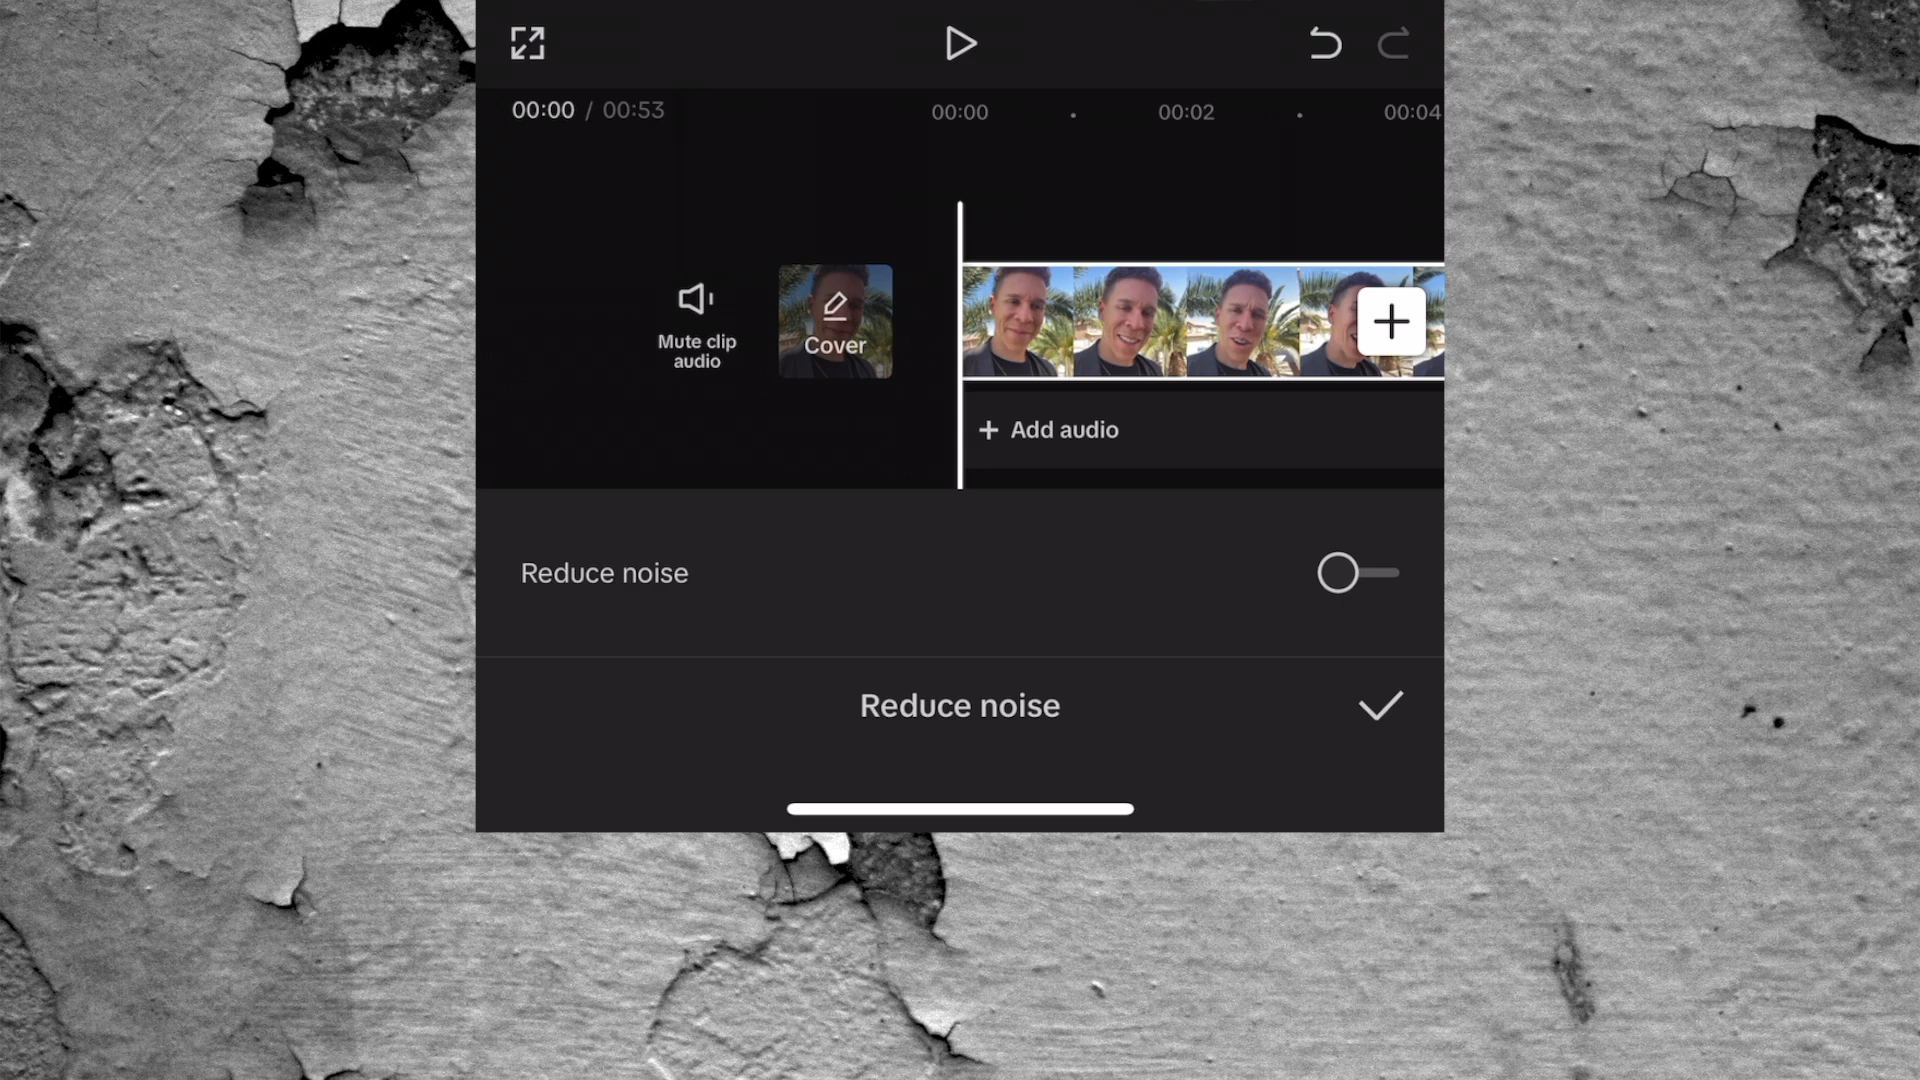 00:00 / 00:53
00:00 . 00:02 . 00:04
Mute clip
audio
Cover
+ Add audio
Reduce noise
Reduce noise